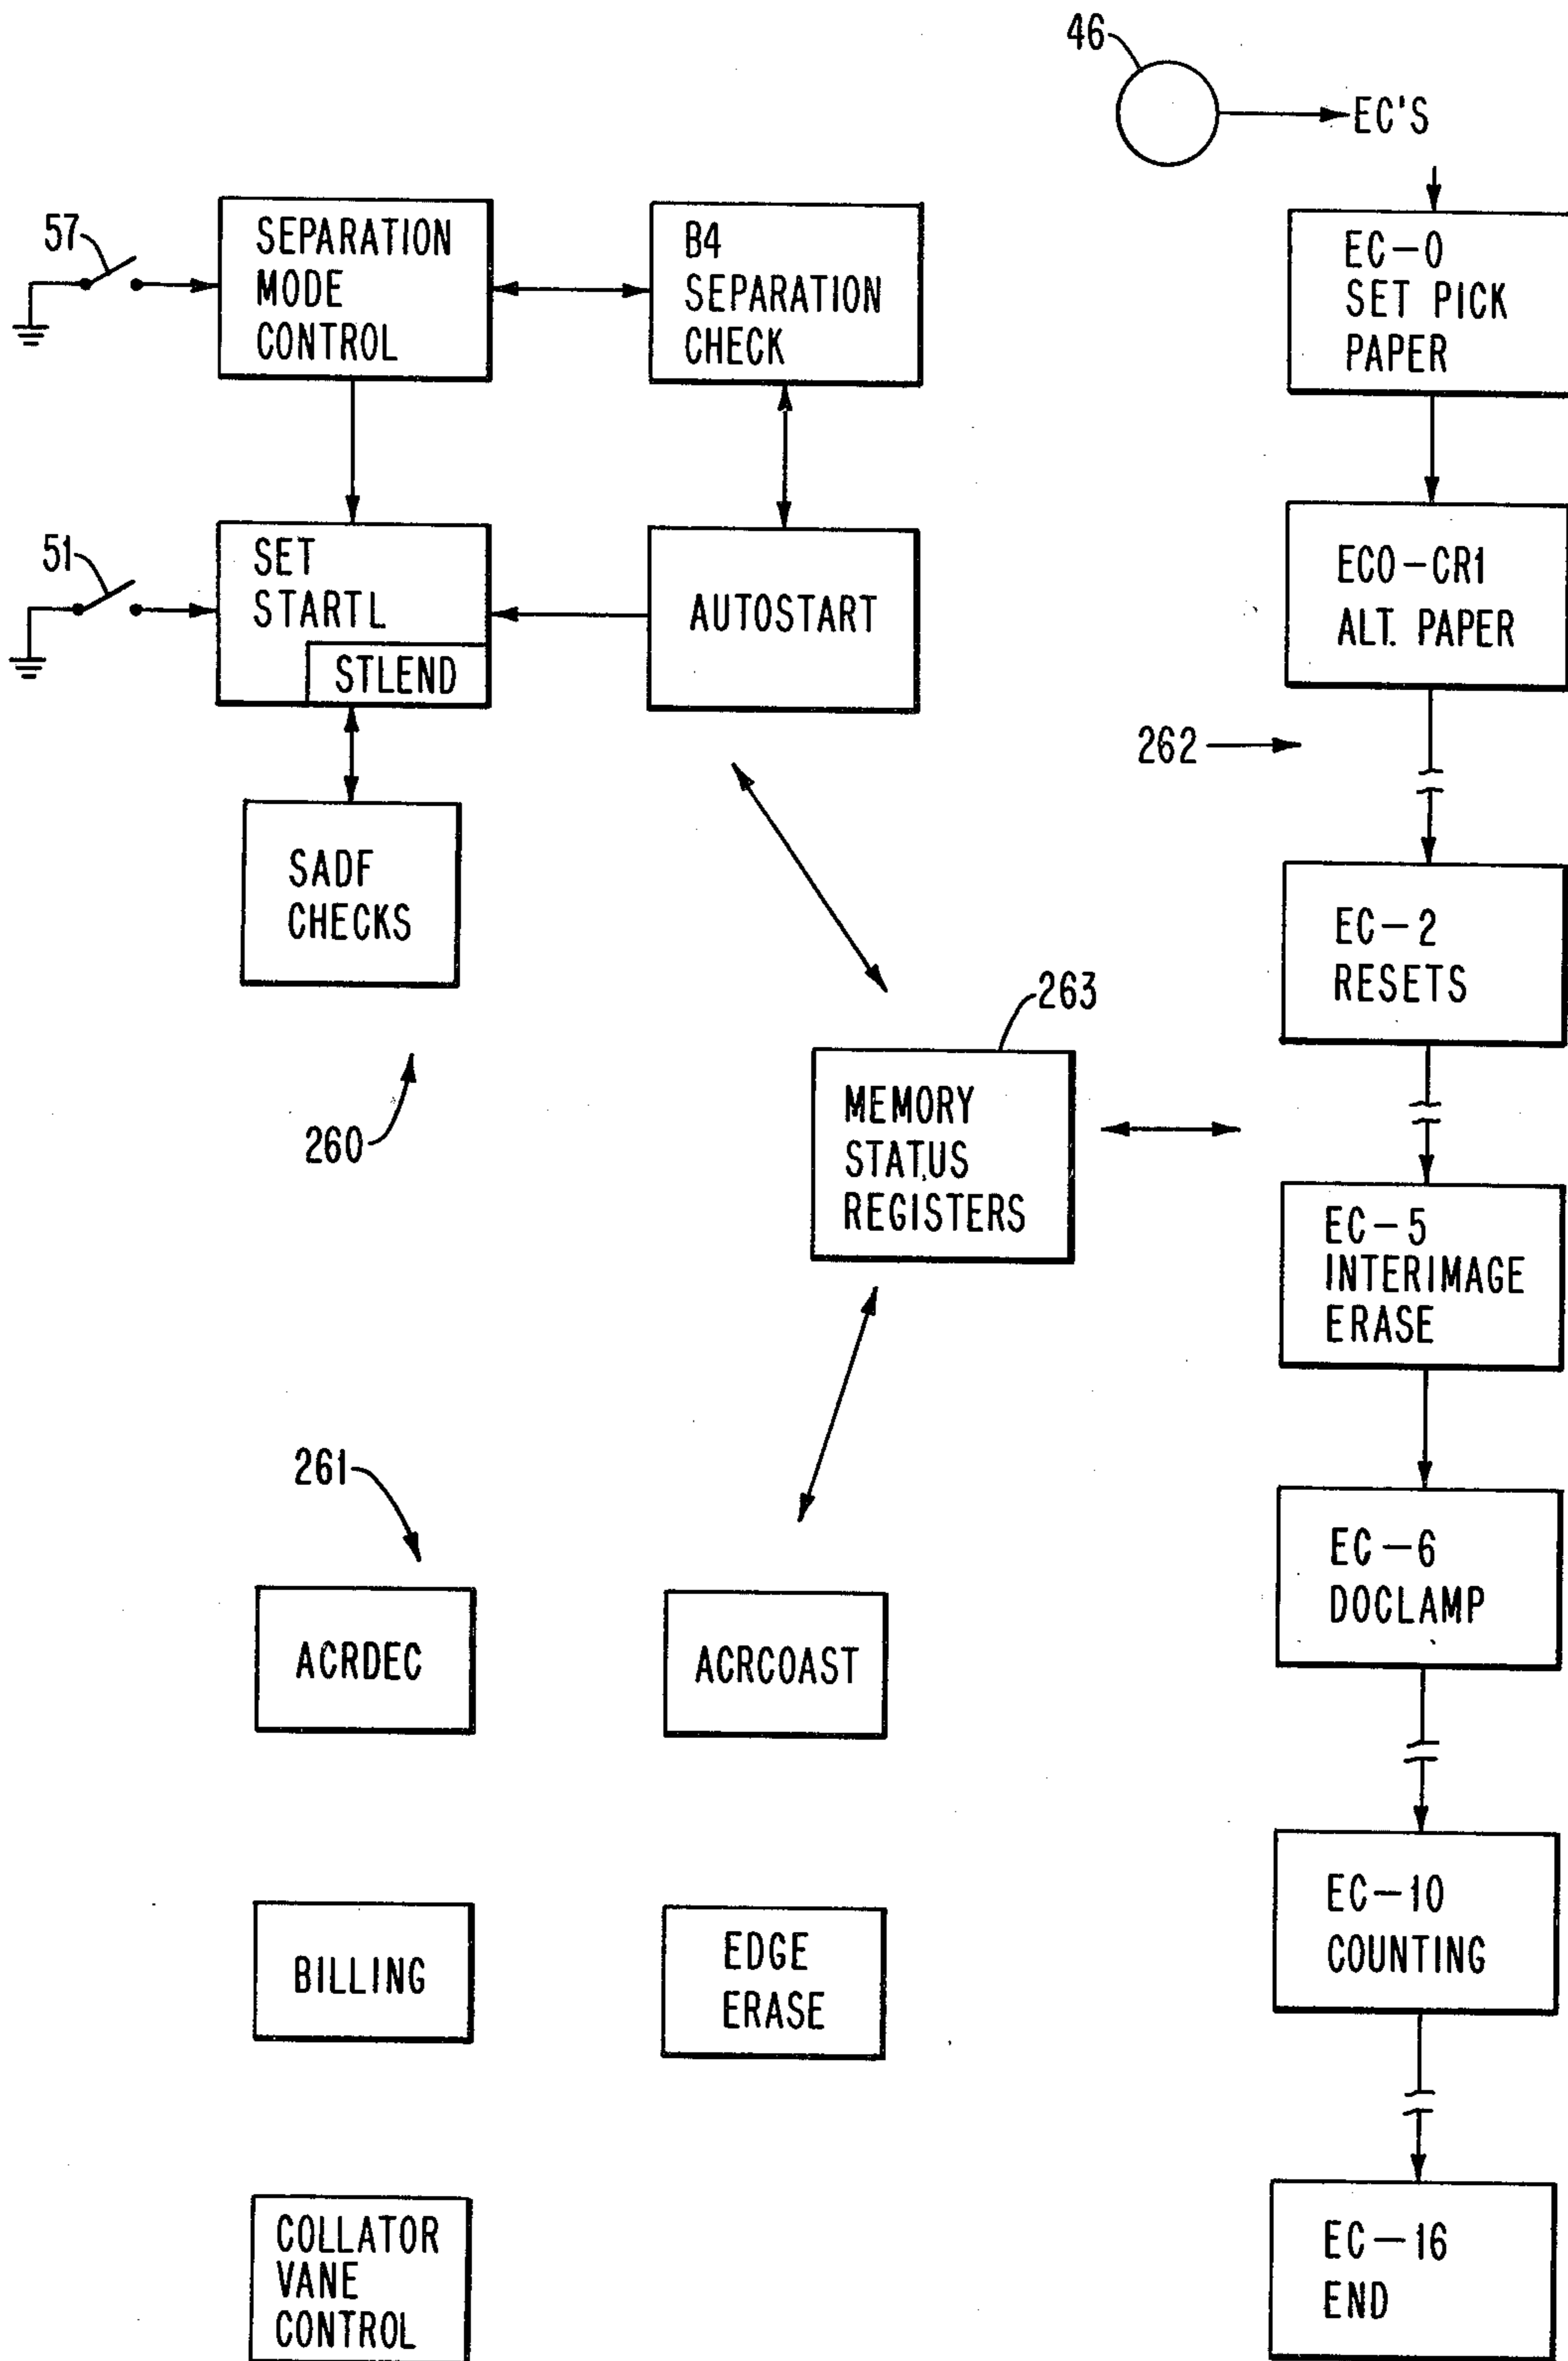 46
EC'S
57
SEPARATION
MODE
CONTROL
B4
SEPARATION
CHECK
EC-0
SET PICK
PAPER
51
SET
STARTL
STLEND
AUTOSTART
EC0-CR1
ALT. PAPER
262
SADF
CHECKS
EC-2
RESETS
260
263
MEMORY
STATUS
REGISTERS
EC-5
INTERIMAGE
ERASE
261
EC-6
DOCLAMP
ACRDEC
ACRCOAST
EC-10
COUNTING
BILLING
EDGE
ERASE
COLLATOR
VANE
CONTROL
EC-16
END